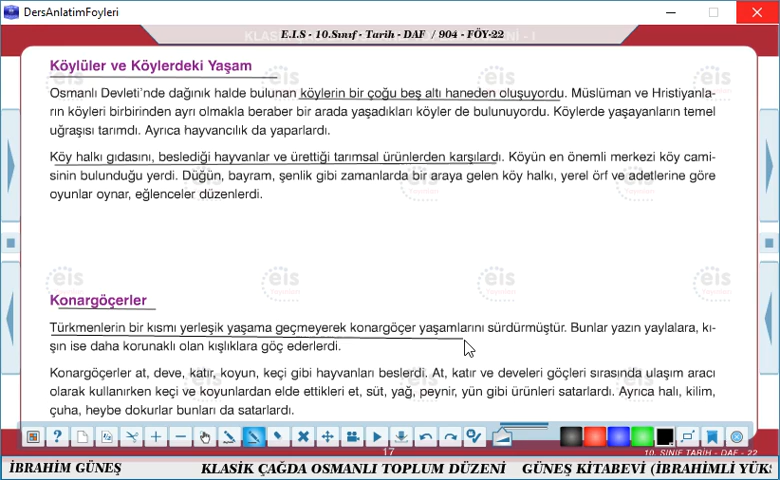 DersAnlatimFoyleri
E.I.S - 10.Sınıf - Tarih - DAF / 904 - FÖY-22
Köylüler ve Köylerdeki Yaşam
Osmanlı Devleti’nde dağınık halde bulunan köylerin bir çoğu beş altı haneden oluşuyordu. Müslüman ve Hristiyanla-
rın köyleri birbirinden ayrı olmakla beraber bir arada yaşadıkları köyler de bulunuyordu. Köylerde yaşayanların temel
uğraşısı tarımdı. Ayrıca hayvancılık da yaparlardı.
Köy halkı gıdasını, beslediği hayvanlar ve ürettiği tarımsal ürünlerden karşılardı. Köyün en önemli merkezi köy cami-
sinin bulunduğu yerdi. Düğün, bayram, şenlik gibi zamanlarda bir araya gelen köy halkı, yerel örf ve adetlerine göre
oyunlar oynar, eğlenceler düzenlerdi.
Konargöçerler
Türkmenlerin bir kısmı yerleşik yaşama geçmeyerek konargöçer yaşamlarını sürdürmüştür. Bunlar yazın yaylalara, kı-
şın ise daha korunaklı olan kışlıklara göç ederlerdi.
Konargöçerler at, deve, katır, koyun, keçi gibi hayvanları beslerdi. At, katır ve develeri göçleri sırasında ulaşım aracı
olarak kullanırken keçi ve koyunlardan elde ettikleri et, süt, yağ, peynir, yün gibi ürünleri satarlardı. Ayrıca halı, kilim,
çuha, heybe dokurlar bunları da satarlardı.
17
10. SINIF TARİH - DAF - 22
İBRAHİM GÜNEŞ KLASİK ÇAĞDA OSMANLI TOPLUM DÜZENİ GÜNEŞ KİTABEVİ (İBRAHİMLİ YÜKS
eis